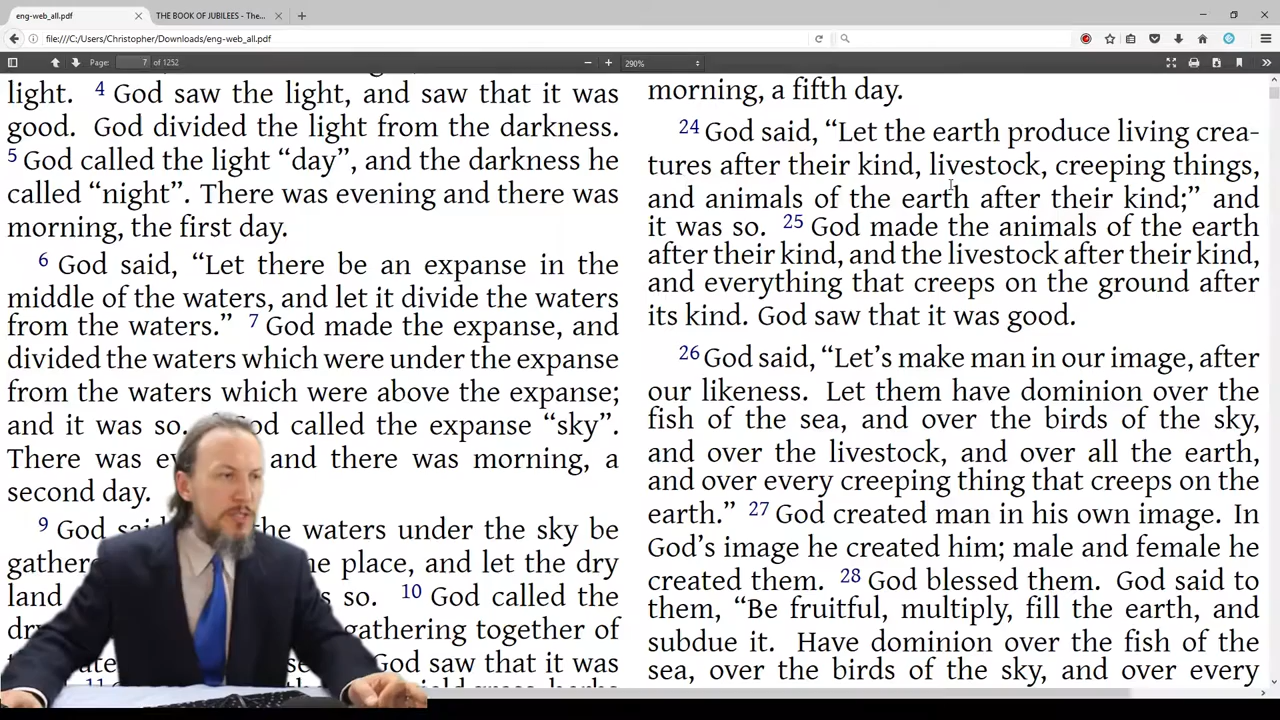 eng-web_all.pdf
THE BOOK OF JUBILEES - The...
file:///C:/Users/Christopher/Downloads/eng-web_all.pdf
Page: 7 of 1252
290%
light. 4 God saw the light, and saw that it was
good. God divided the light from the darkness.
5 God called the light “day”, and the darkness he
called “night”. There was evening and there was
morning, the first day.
6 God said, “Let there be an expanse in the
middle of the waters, and let it divide the waters
from the waters.” 7 God made the expanse, and
divided the waters which were under the expanse
from the waters which were above the expanse;
and it was so. called the expanse “sky”.
There was and there was morning, a
second day.
9 God the waters under the sky be
place, and let the dry
land so. 10 God called the
gathering together of
God saw that it was
11
morning, a fifth day.
24 God said, “Let the earth produce living crea-
tures after their kind, livestock, creeping things,
and animals of the earth after their kind;” and
it was so. 25 God made the animals of the earth
after their kind, and the livestock after their kind,
and everything that creeps on the ground after
its kind. God saw that it was good.
26 God said, “Let’s make man in our image, after
our likeness. Let them have dominion over the
fish of the sea, and over the birds of the sky,
and over the livestock, and over all the earth,
and over every creeping thing that creeps on the
earth.” 27 God created man in his own image. In
God’s image he created him; male and female he
created them. 28 God blessed them. God said to
them, “Be fruitful, multiply, fill the earth, and
subdue it. Have dominion over the fish of the
sea, over the birds of the sky, and over every